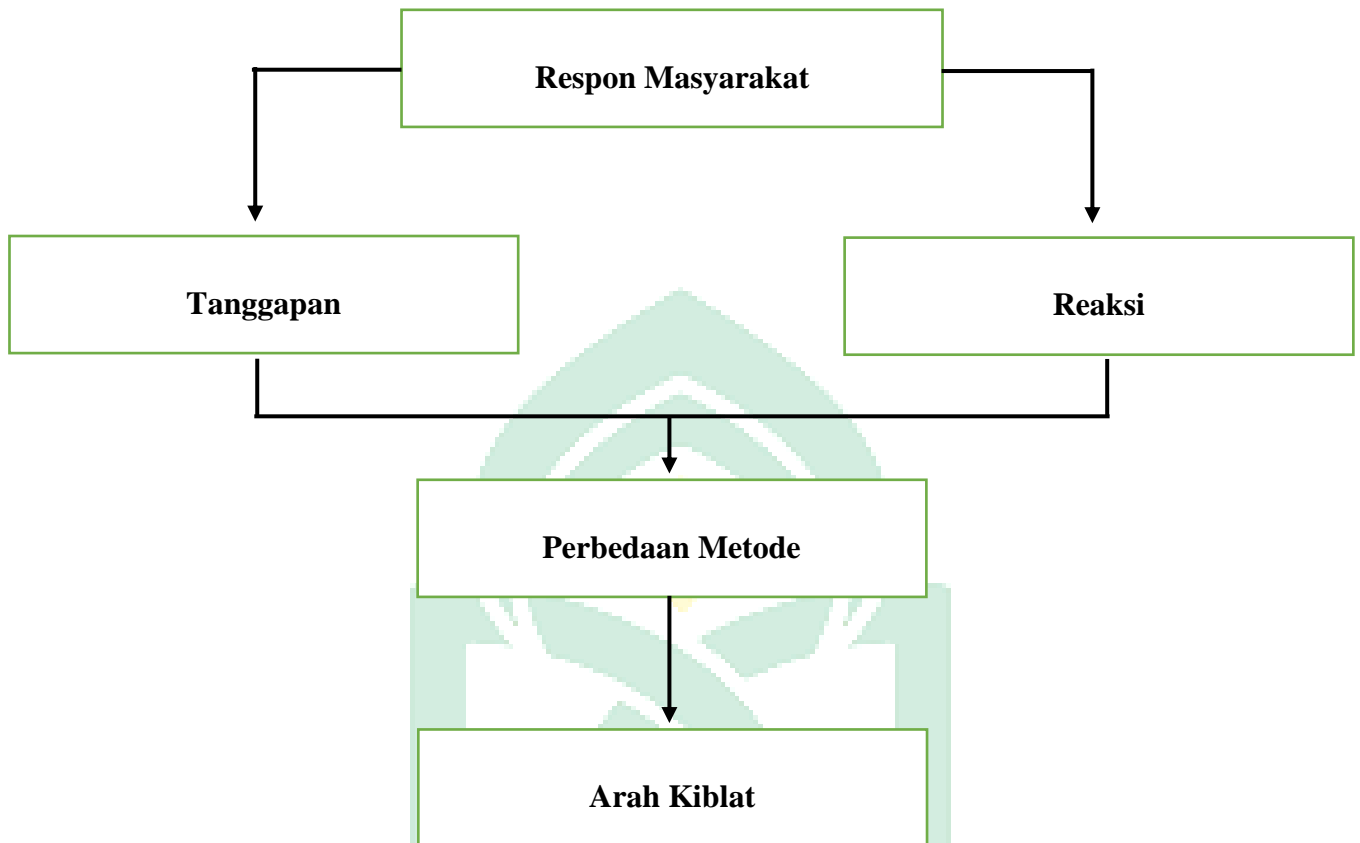 Respon Masyarakat
Tanggapan
Reaksi
Perbedaan Metode
Arah Kiblat